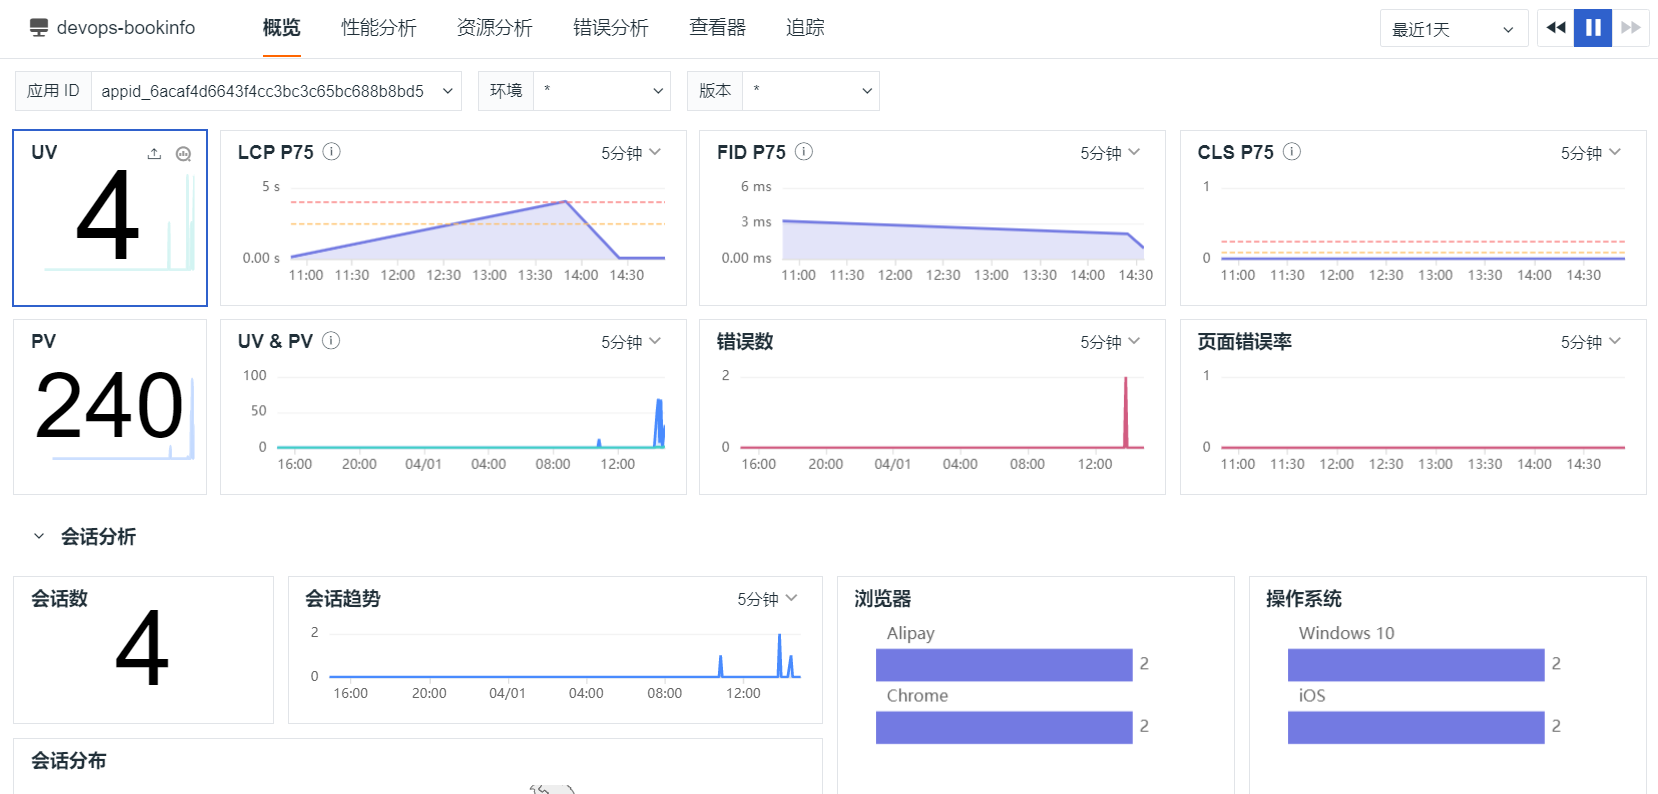 devops-bookinfo
概览 性能分析 资源分析 错误分析 查看器 追踪
最近1天
应用 ID appid_6acaf4d6643f4cc3bc3c65bc688b8bd5
环境 *
版本 *
UV
4
LCP P75
5分钟
5 s
0.00 s
11:00 11:30 12:00 12:30 13:00 13:30 14:00 14:30
FID P75
5分钟
6 ms
3 ms
0.00 ms
11:00 11:30 12:00 12:30 13:00 13:30 14:00 14:30
CLS P75
5分钟
1
0
11:00 11:30 12:00 12:30 13:00 13:30 14:00 14:30
PV
240
UV & PV
5分钟
100
50
0
16:00 20:00 04/01 04:00 08:00 12:00
错误数
5分钟
2
0
16:00 20:00 04/01 04:00 08:00 12:00
页面错误率
5分钟
1
0
11:00 11:30 12:00 12:30 13:00 13:30 14:00 14:30
会话分析
会话数
4
会话趋势
5分钟
2
0
16:00 20:00 04/01 04:00 08:00 12:00
浏览器
Alipay
2
Chrome
2
操作系统
Windows 10
2
iOS
2
会话分布